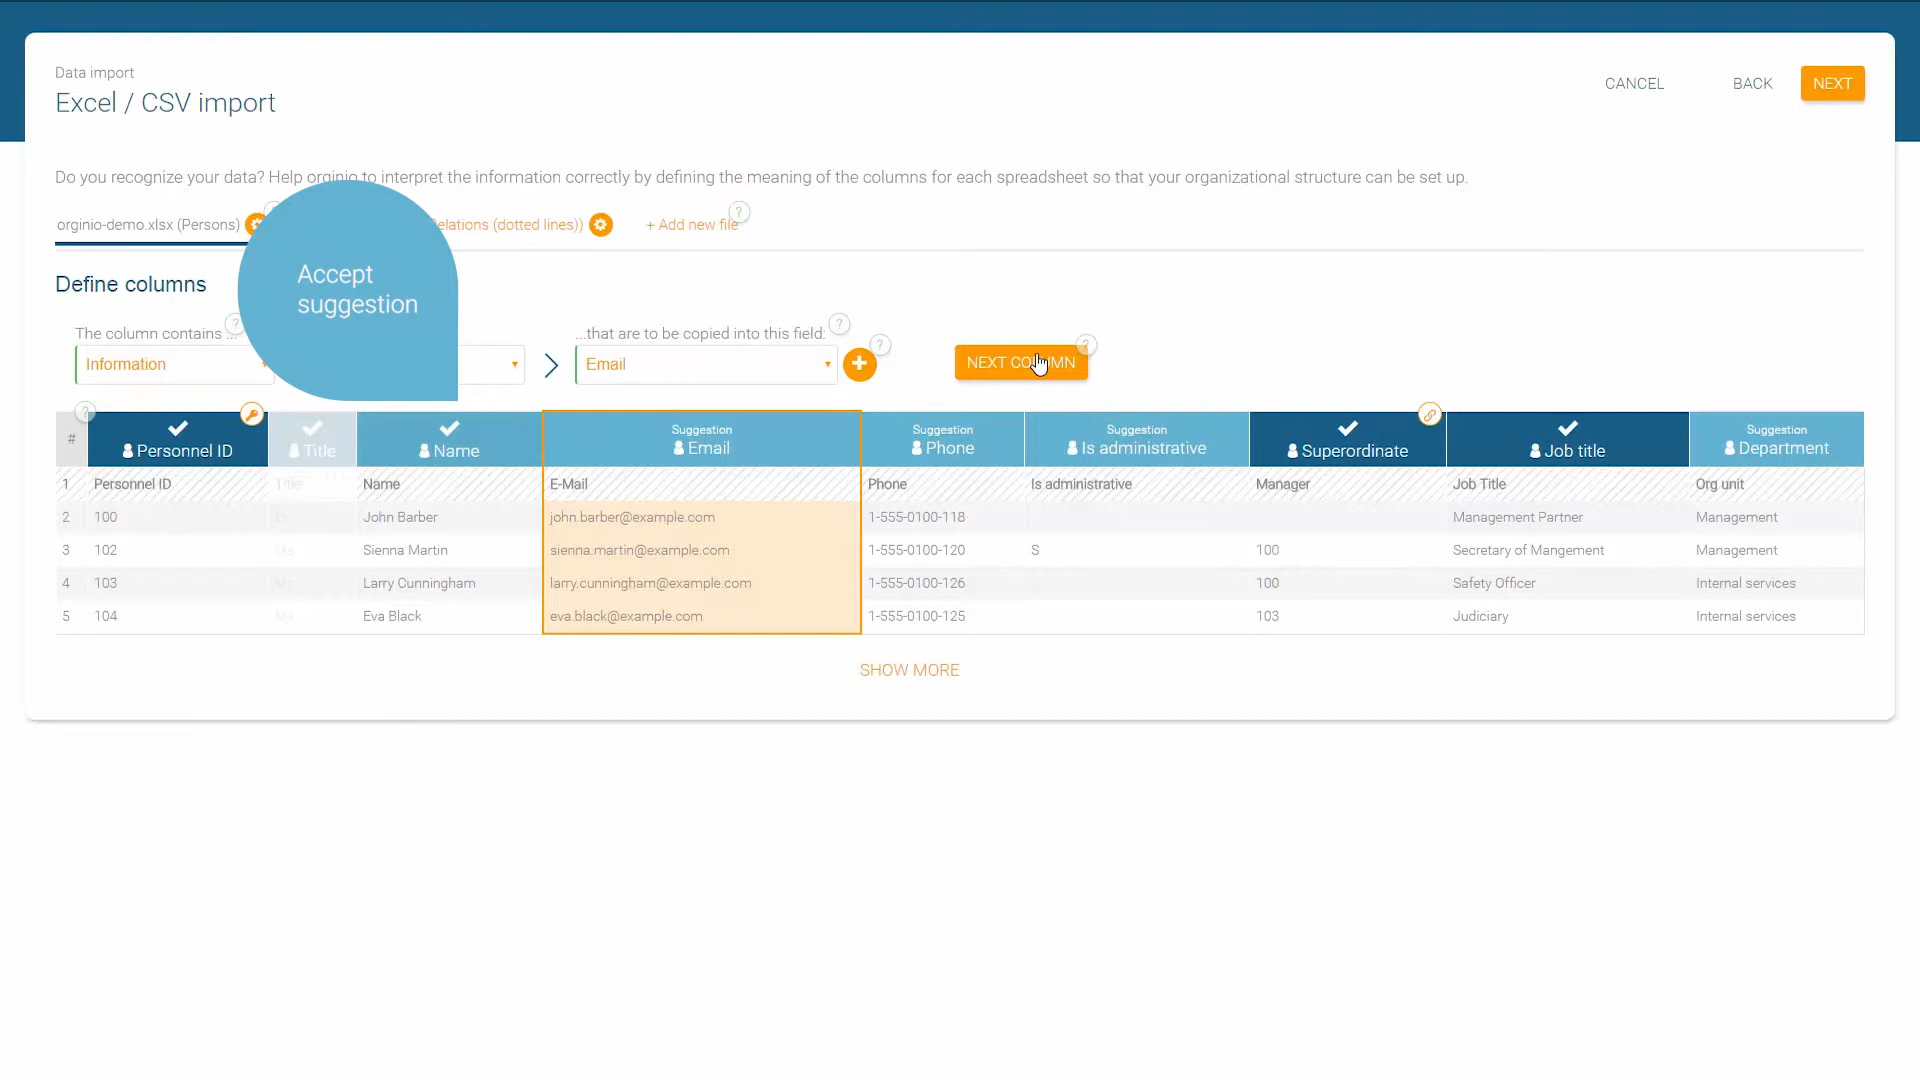 Data import
Excel / CSV import
CANCEL
BACK
NEXT
Do you recognize your data? Help orginio to interpret the information correctly by defining the meaning of the columns for each spreadsheet so that your organizational structure can be set up.
orginio-demo.xlsx (Persons)
elations (dotted lines))
+ Add new file
?
Accept
suggestion
Define columns
The column contains ...
?
...that are to be copied into this field:
?
Information
Email
+
?
NEXT COLUMN
?
?
# Personnel ID Title Name Suggestion Email Suggestion Phone Suggestion Is administrative Superordinate Job title Suggestion Department
1 Personnel ID Title Name E-Mail Phone Is administrative Manager Job Title Org unit
2 100 John Barber john.barber@example.com 1-555-0100-118 Management Partner Management
3 102 Sienna Martin sienna.martin@example.com 1-555-0100-120 S 100 Secretary of Mangement Management
4 103 Larry Cunningham larry.cunningham@example.com 1-555-0100-126 100 Safety Officer Internal services
5 104 Eva Black eva.black@example.com 1-555-0100-125 103 Judiciary Internal services
SHOW MORE